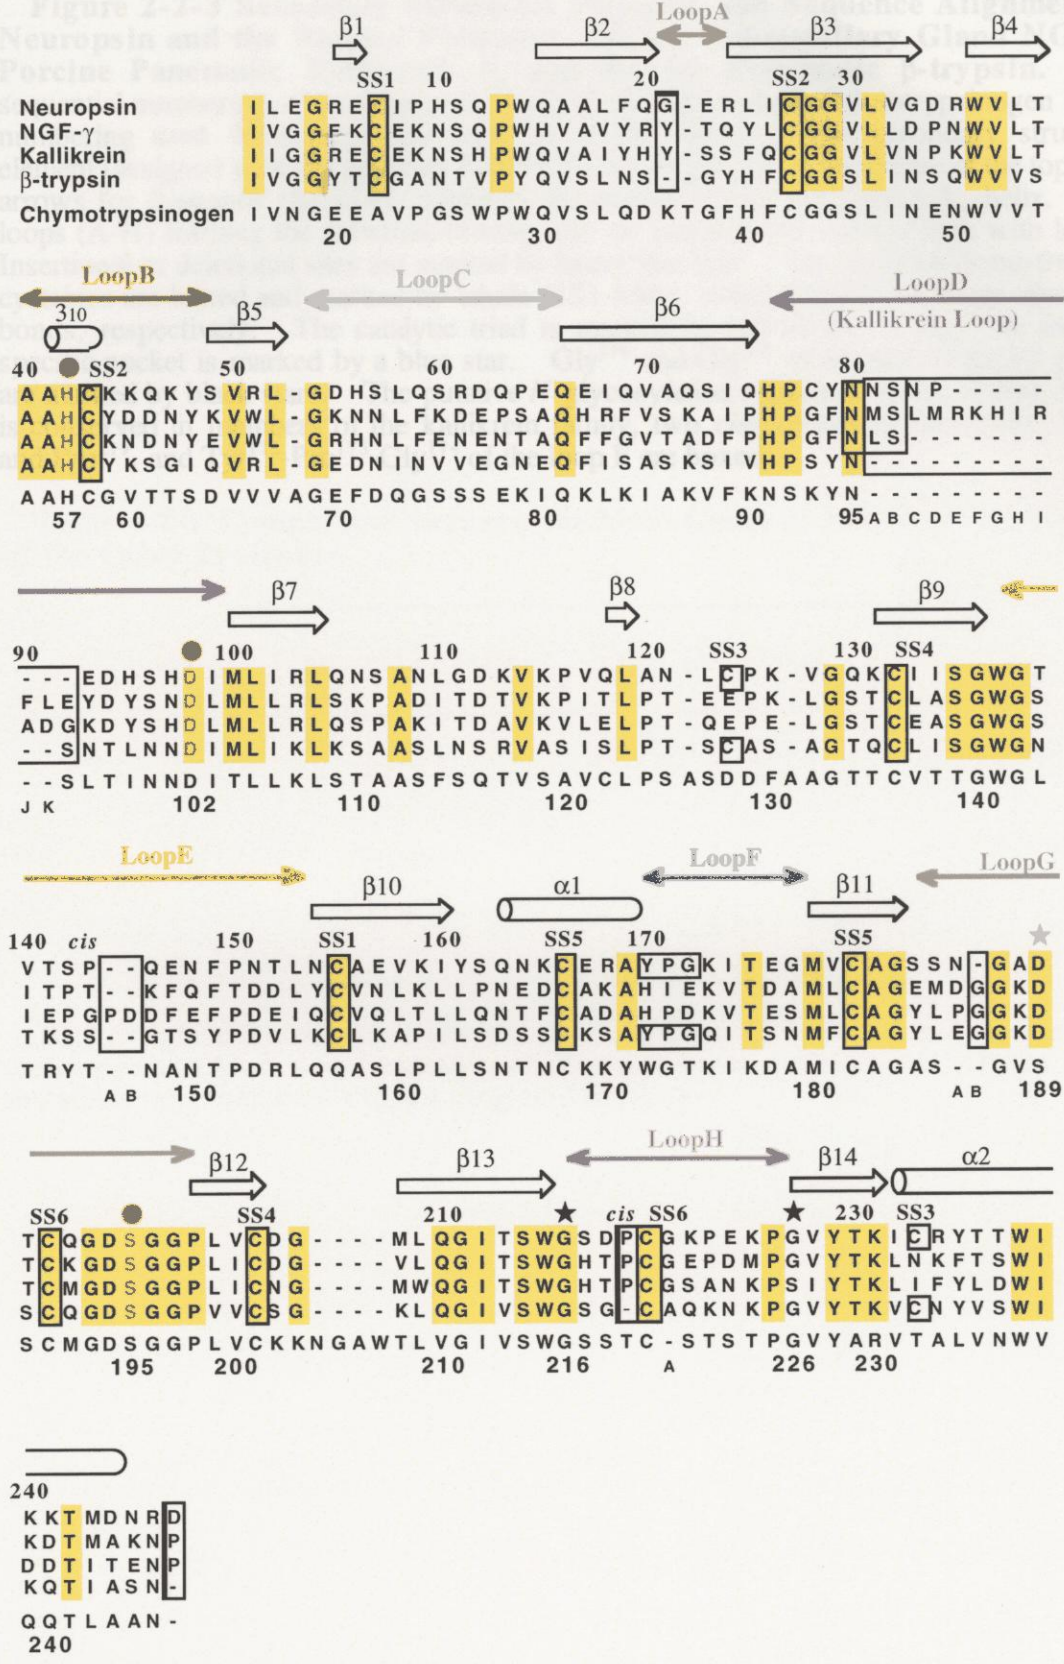 LoopA
β1 β2 β3 β4
SS1 10 20 SS2 30
Neuropsin I L E G R E C I P H S Q P W Q A A L F Q G - E R L I C G G V L V G D R W V L T
NGF-γ I V G G F K C E K N S Q P W H V A V Y R Y - T Q Y L C G G V L L D P N W V L T
Kallikrein I I G G R E C E K N S H P W Q V A I Y H Y - S S F Q C G G V L V N P K W V L T
β-trypsin I V G G Y T C G A N T V P Y Q V S L N S - - G Y H F C G G S L I N S Q W V V S
Chymotrypsinogen I V N G E E A V P G S W P W Q V S L Q D K T G F H F C G G S L I N E N W V V T
20 30 40 50
LoopB LoopC LoopD
3₁₀ β5 β6 (Kallikrein Loop)
40 SS2 50 60 70 80
A A H C K K Q K Y S V R L - G D H S L Q S R D Q P E Q E I Q V A Q S I Q H P C Y N N S N P - - - - -
A A H C Y D D N Y K V W L - G K N N L F K D E P S A Q H R F V S K A I P H P G F N M S L M R K H I R
A A H C K N D N Y E V W L - G R H N L F E N E N T A Q F F G V T A D F P H P G F N L S - - - - - - -
A A H C Y K S G I Q V R L - G E D N I N V V E G N E Q F I S A S K S I V H P S Y N - - - - - - - - -
A A H C G V T T S D V V V A G E F D Q G S S S E K I Q K L K I A K V F K N S K Y N - - - - - - - - -
57 60 70 80 90 95 A B C D E F G H I
β7 β8 β9
90 100 110 120 SS3 130 SS4
- - - E D H S H D I M L I R L Q N S A N L G D K V K P V Q L A N - L C P K - V G Q K C I I S G W G T
F L E Y D Y S N D L M L L R L S K P A D I T D T V K P I T L P T - E E P K - L G S T C L A S G W G S
A D G K D Y S H D L M L L R L Q S P A K I T D A V K V L E L P T - Q E P E - L G S T C E A S G W G S
- - S N T L N N D I M L I K L K S A A S L N S R V A S I S L P T - S C A S - A G T Q C L I S G W G N
- - S L T I N N D I T L L K L S T A A S F S Q T V S A V C L P S A S D D F A A G T T C V T T G W G L
J K 102 110 120 130 140
LoopE LoopF LoopG
β10 α1 β11
140 cis 150 SS1 160 SS5 170 SS5
V T S P - - Q E N F P N T L N C A E V K I Y S Q N K C E R A Y P G K I T E G M V C A G S S N - G A D
I T P T - - K F Q F T D D L Y C V N L K L L P N E D C A K A H I E K V T D A M L C A G E M D G G K D
I E P G P D D F E F P D E I Q C V Q L T L L Q N T F C A D A H P D K V T E S M L C A G Y L P G G K D
T K S S - - G T S Y P D V L K C L K A P I L S D S S C K S A Y P G Q I T S N M F C A G Y L E G G K D
T R Y T - - N A N T P D R L Q Q A S L P L L S N T N C K K Y W G T K I K D A M I C A G A S - - G V S
A B 150 160 170 180 A B 189
LoopH
β12 β13 β14 α2
SS6 SS4 210 cis SS6 230 SS3
T C Q G D S G G P L V C D G - - - - M L Q G I T S W G S D P C G K P E K P G V Y T K I C R Y T T W I
T C K G D S G G P L I C D G - - - - V L Q G I T S W G H T P C G E P D M P G V Y T K L N K F T S W I
T C M G D S G G P L I C N G - - - - M W Q G I T S W G H T P C G S A N K P S I Y T K L I F Y L D W I
S C Q G D S G G P V V C S G - - - - K L Q G I V S W G S G - C A Q K N K P G V Y T K V C N Y V S W I
S C M G D S G G P L V C K K N G A W T L V G I V S W G S S T C - S T S T P G V Y A R V T A L V N W V
195 200 210 216 A 226 230
240
K K T M D N R D
K D T M A K N P
D D T I T E N P
K Q T I A S N -
Q Q T L A A N -
240